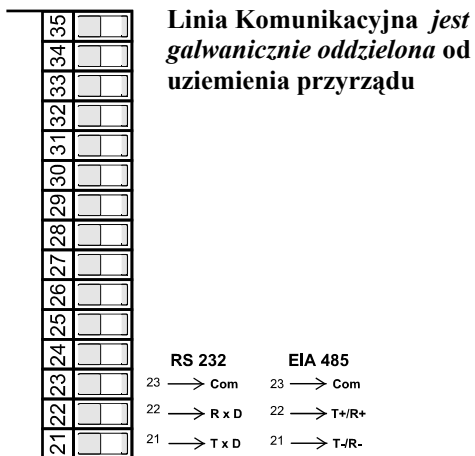 Linia Komunikacyjna jest
galwanicznie oddzielona od
uziemienia przyrządu
35
34
33
32
31
30
29
28
27
26
25
24
23
22
21
RS 232 EIA 485
23 → Com 23 → Com
22 → R x D 22 → T+/R+
21 → T x D 21 → T-/R-